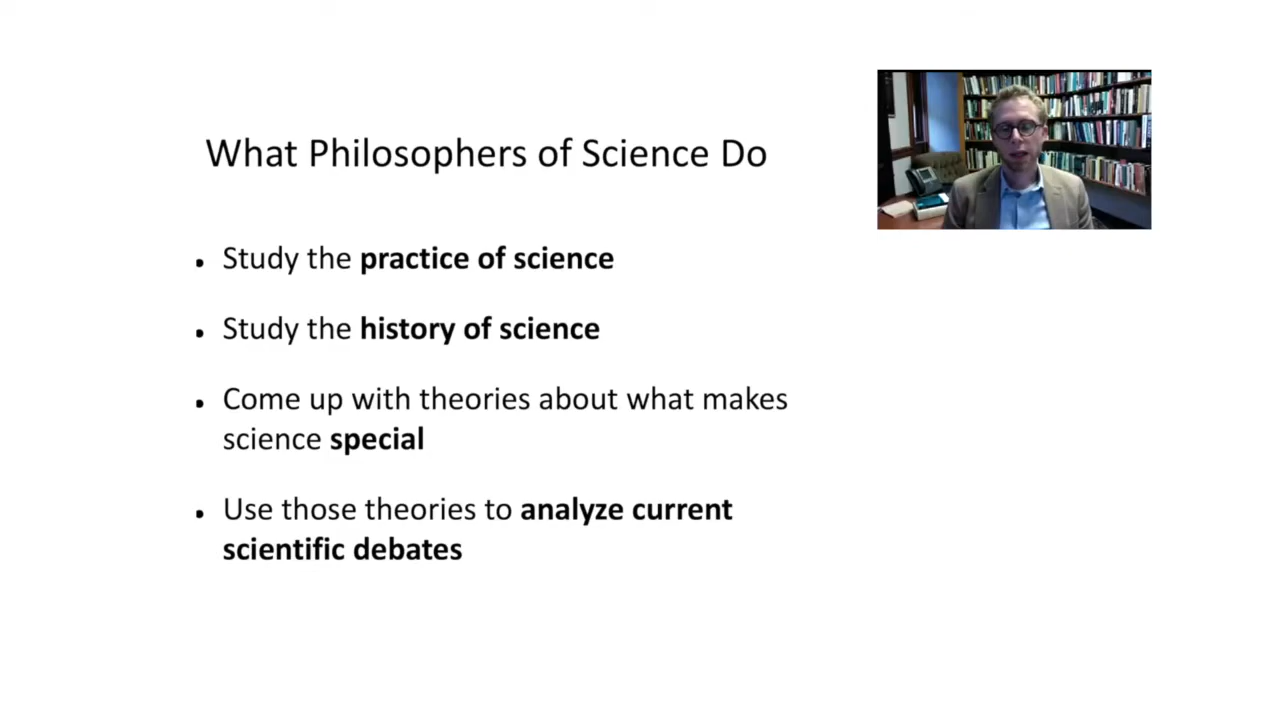 What Philosophers of Science Do
Study the practice of science
Study the history of science
Come up with theories about what makes
science special
Use those theories to analyze current
scientific debates